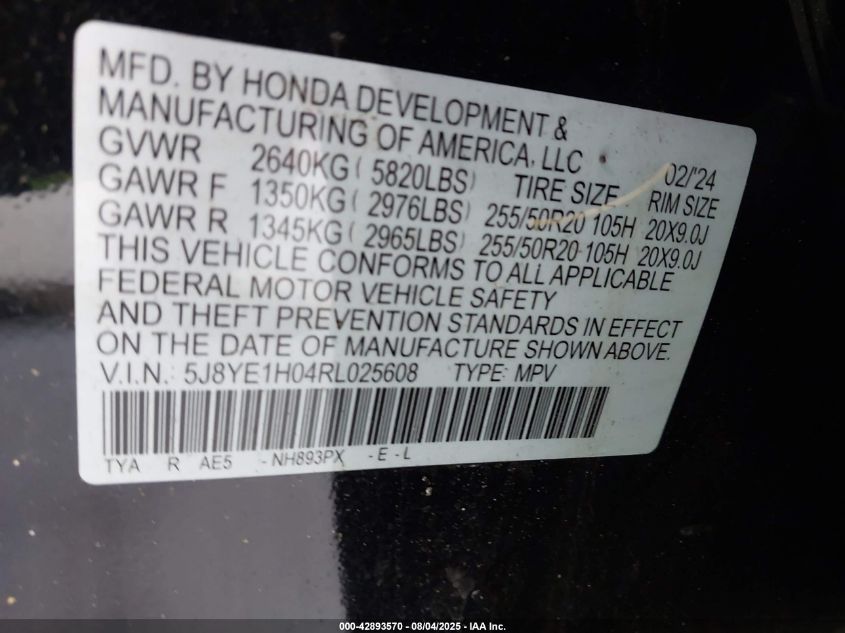 MFD. BY HONDA DEVELOPMENT &
MANUFACTURING OF AMERICA, LLC 02/'24
GVWR 2640KG ( 5820LBS) TIRE SIZE RIM SIZE
GAWR F 1350KG ( 2976LBS) 255/50R20 105H 20X9.0J
GAWR R 1345KG ( 2965LBS) 255/50R20 105H 20X9.0J
THIS VEHICLE CONFORMS TO ALL APPLICABLE
FEDERAL MOTOR VEHICLE SAFETY
AND THEFT PREVENTION STANDARDS IN EFFECT
ON THE DATE OF MANUFACTURE SHOWN ABOVE.
V.I.N.: 5J8YE1H04RL025608 TYPE: MPV
TYA R AE5 -NH893PX -E -L
000-42893570 - 08/04/2025 - IAA Inc.